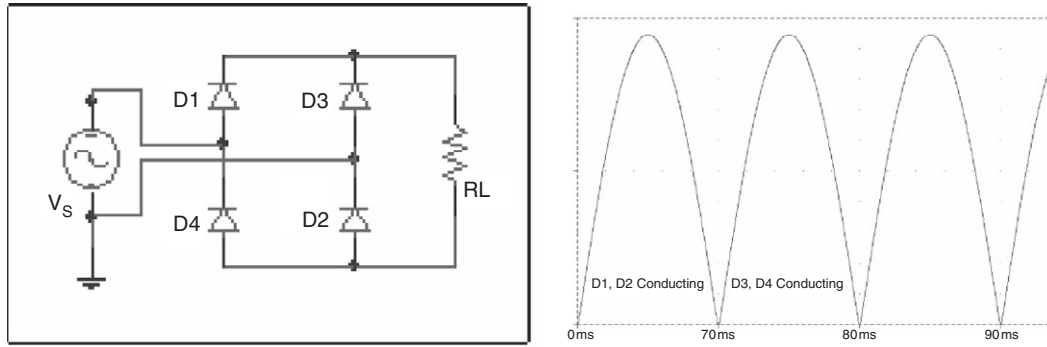 D1
D3
V_S
RL
D4
D2
D1, D2 Conducting
D3, D4 Conducting
0ms
70ms
80ms
90ms